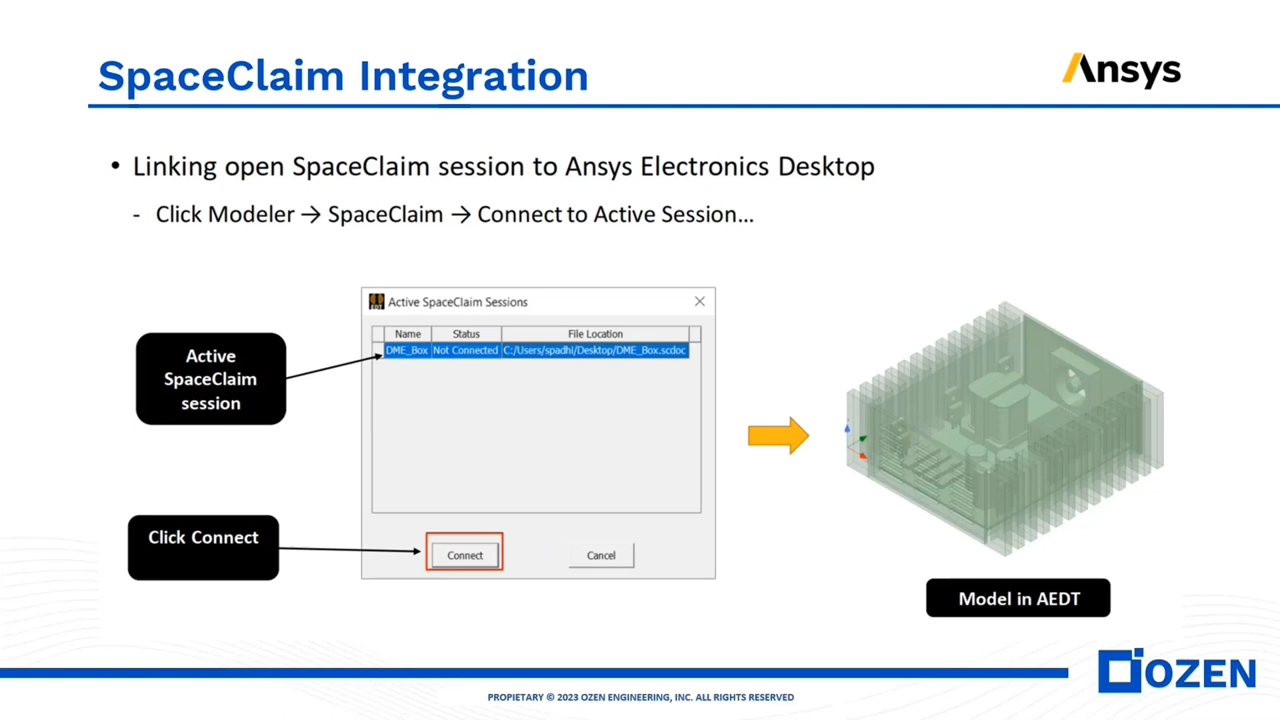 SpaceClaim Integration
Ansys
• Linking open SpaceClaim session to Ansys Electronics Desktop
- Click Modeler → SpaceClaim → Connect to Active Session...
Active SpaceClaim Sessions
Name Status File Location
DME_Box Not Connected C:/Users/spadhi/Desktop/DME_Box.scdoc
Active
SpaceClaim
session
Click Connect
Connect Cancel
Model in AEDT
OZEN
PROPIETARY © 2023 OZEN ENGINEERING, INC. ALL RIGHTS RESERVED